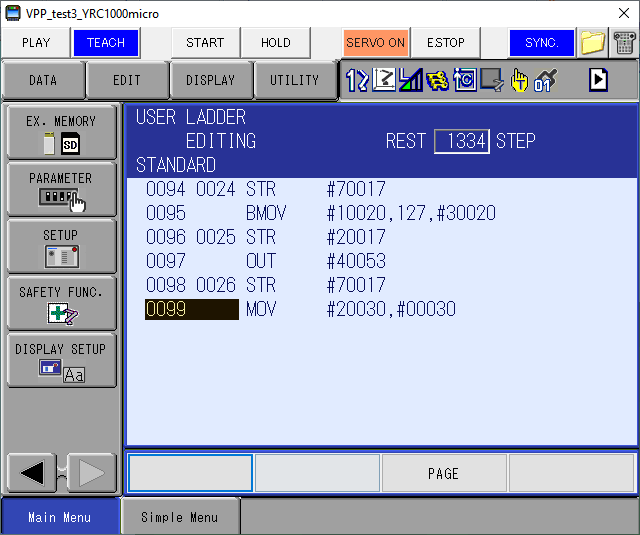 VPP_test3_YRC1000micro
PLAY TEACH START HOLD SERVO ON E.STOP SYNC.
DATA EDIT DISPLAY UTILITY
01
EX. MEMORY
SD
PARAMETER
SETUP
SAFETY FUNC.
DISPLAY SETUP
Aa
USER LADDER
EDITING REST 1334 STEP
STANDARD
0094 0024 STR #70017
0095 BMOV #10020,127,#30020
0096 0025 STR #20017
0097 OUT #40053
0098 0026 STR #70017
0099 MOV #20030,#00030
PAGE
Main Menu Simple Menu